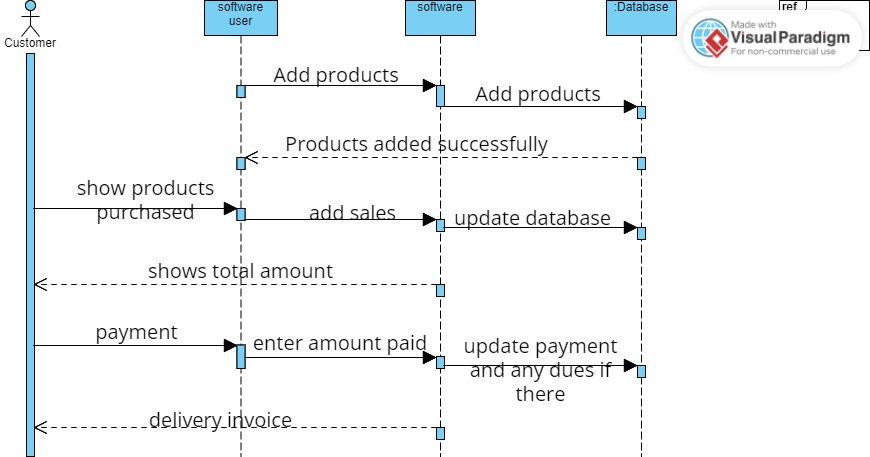 software
user
software
:Database
ref
Made with
Visual Paradigm
For non-commercial use
Customer
Add products
Add products
Products added successfully
show products
purchased
add sales
update database
shows total amount
payment
enter amount paid
update payment
and any dues if
there
delivery invoice